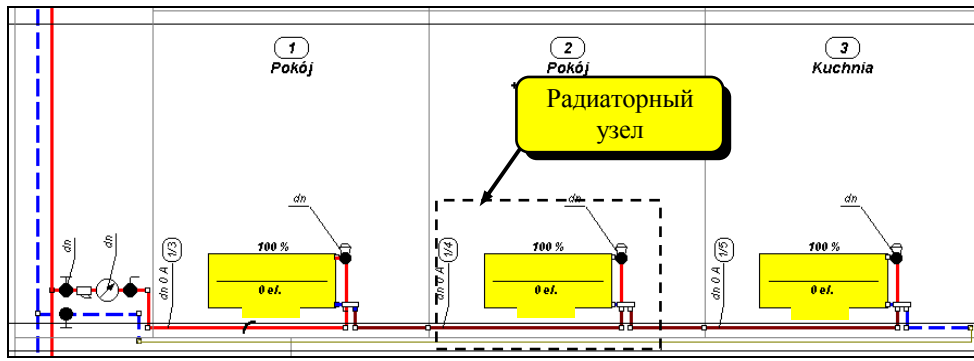 1
Pokój
2
Pokój
3
Kuchnia
Радиаторный
узел
dn
dn
dn
100 %
100 %
100 %
dn
dn
dn 0 A
1/3
0 el.
dn 0 A
1/4
0 el.
dn 0 A
1/5
0 el.